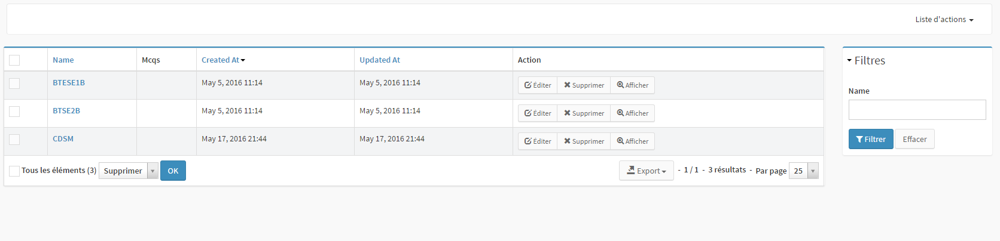 Liste d'actions
Name Mcqs Created At Updated At Action
BTESE1B May 5, 2016 11:14 May 5, 2016 11:14 Éditer Supprimer Afficher
BTSE2B May 5, 2016 11:14 May 5, 2016 11:14 Éditer Supprimer Afficher
CDSM May 17, 2016 21:44 May 17, 2016 21:44 Éditer Supprimer Afficher
Tous les éléments (3) Supprimer OK Export - 1 / 1 - 3 résultats - Par page 25
Filtres
Name
Filtrer Effacer